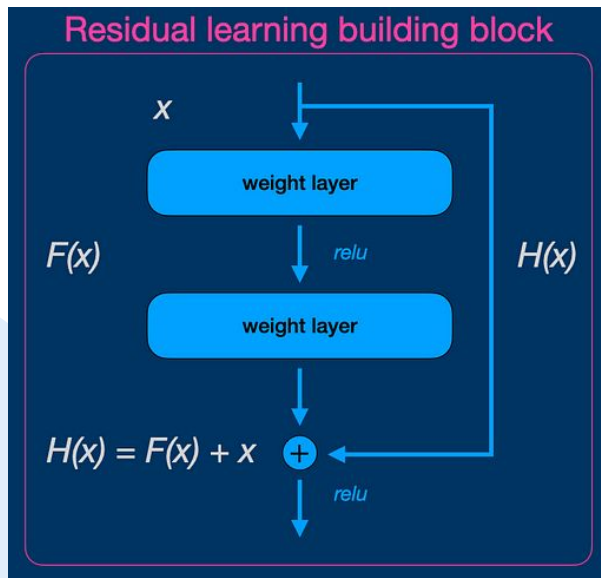 Residual learning building block
x
weight layer
F(x)
relu
H(x)
weight layer
H(x) = F(x) + x
+
relu